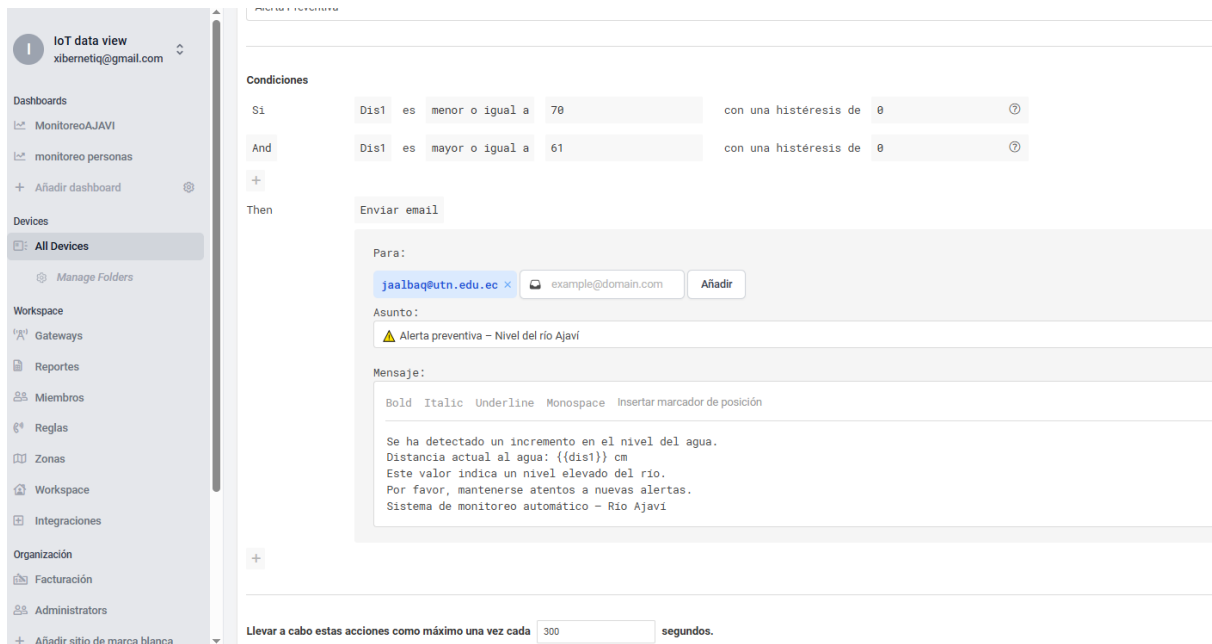 Alerta Preventiva
I
IoT data view
xibernetiq@gmail.com
Dashboards
MonitoreoAJAVI
monitoreo personas
+ Añadir dashboard
Devices
All Devices
Manage Folders
Workspace
Gateways
Reportes
Miembros
Reglas
Zonas
Workspace
Integraciones
Organización
Facturación
Administrators
+ Añadir sitio de marca blanca
Condiciones
Si Dis1 es menor o igual a 70 con una histéresis de 0 ?
And Dis1 es mayor o igual a 61 con una histéresis de 0 ?
+
Then Enviar email
Para:
jaalbaq@utn.edu.ec × example@domain.com Añadir
Asunto:
⚠ Alerta preventiva – Nivel del río Ajaví
Mensaje:
Bold Italic Underline Monospace Insertar marcador de posición
Se ha detectado un incremento en el nivel del agua.
Distancia actual al agua: {{dis1}} cm
Este valor indica un nivel elevado del río.
Por favor, mantenerse atentos a nuevas alertas.
Sistema de monitoreo automático – Río Ajaví
+
Llevar a cabo estas acciones como máximo una vez cada 300 segundos.